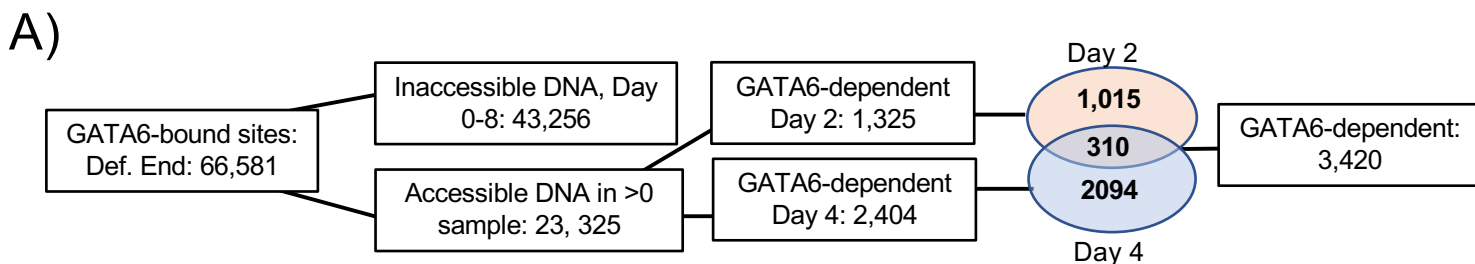 A)
GATA6-bound sites:
Def. End: 66,581
Inaccessible DNA, Day
0-8: 43,256
Accessible DNA in >0
sample: 23, 325
GATA6-dependent
Day 2: 1,325
GATA6-dependent
Day 4: 2,404
Day 2
1,015
310
2094
Day 4
GATA6-dependent:
3,420